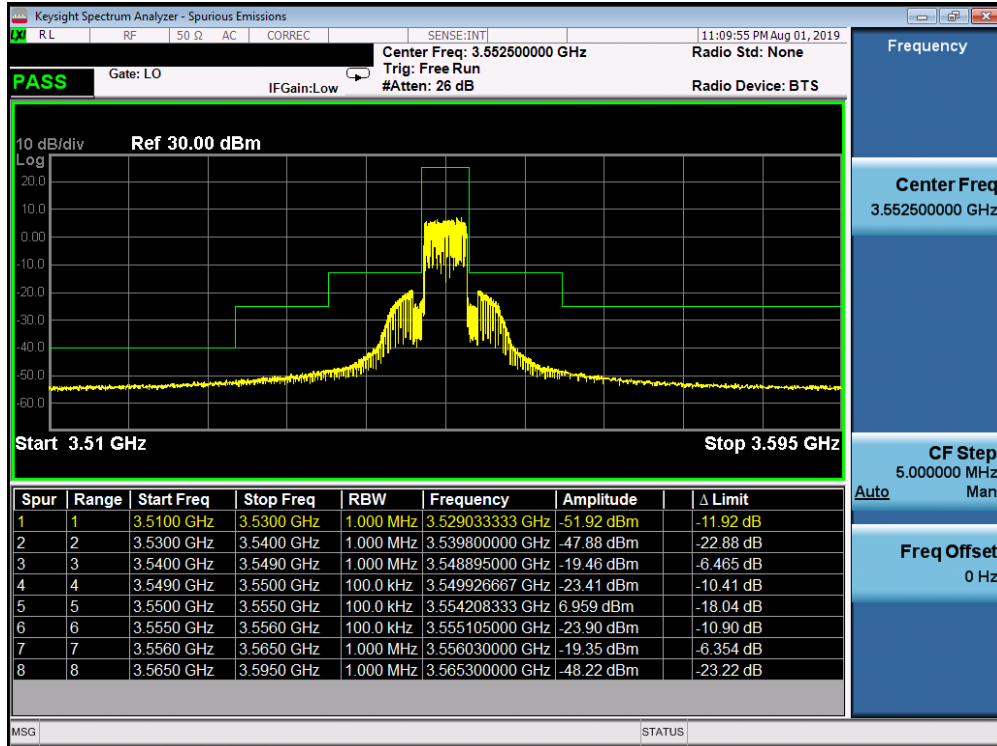 Keysight Spectrum Analyzer - Spurious Emissions
LXI RL RF 50 Ω AC CORREC SENSE:INT 11:09:55 PM Aug 01, 2019
Center Freq: 3.552500000 GHz Radio Std: None
PASS Gate: LO Trig: Free Run
IFGain:Low #Atten: 26 dB Radio Device: BTS
Frequency
10 dB/div Ref 30.00 dBm
Log
20.0
10.0
0.00
-10.0
-20.0
-30.0
-40.0
-50.0
-60.0
Start 3.51 GHz Stop 3.595 GHz
Center Freq
3.552500000 GHz
CF Step
5.000000 MHz
Auto Man
Freq Offset
0 Hz
Spur Range Start Freq Stop Freq RBW Frequency Amplitude Δ Limit
1 1 3.5100 GHz 3.5300 GHz 1.000 MHz 3.529033333 GHz -51.92 dBm -11.92 dB
2 2 3.5300 GHz 3.5400 GHz 1.000 MHz 3.539800000 GHz -47.88 dBm -22.88 dB
3 3 3.5400 GHz 3.5490 GHz 1.000 MHz 3.548895000 GHz -19.46 dBm -6.465 dB
4 4 3.5490 GHz 3.5500 GHz 100.0 kHz 3.549926667 GHz -23.41 dBm -10.41 dB
5 5 3.5500 GHz 3.5550 GHz 100.0 kHz 3.554208333 GHz 6.959 dBm -18.04 dB
6 6 3.5550 GHz 3.5560 GHz 100.0 kHz 3.555105000 GHz -23.90 dBm -10.90 dB
7 7 3.5560 GHz 3.5650 GHz 1.000 MHz 3.556030000 GHz -19.35 dBm -6.354 dB
8 8 3.5650 GHz 3.5950 GHz 1.000 MHz 3.565300000 GHz -48.22 dBm -23.22 dB
MSG STATUS